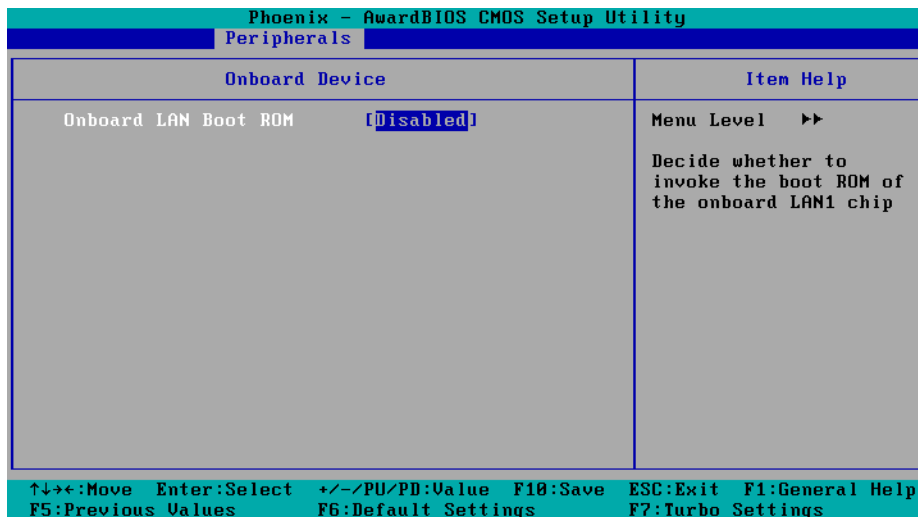 Phoenix - AwardBIOS CMOS Setup Utility
Peripherals
Onboard Device
Item Help
Onboard LAN Boot ROM [Disabled]
Menu Level ▸▸
Decide whether to
invoke the boot ROM of
the onboard LAN1 chip
↑↓→←:Move Enter:Select +/-/PU/PD:Value F10:Save ESC:Exit F1:General Help
F5:Previous Values F6:Default Settings F7:Turbo Settings